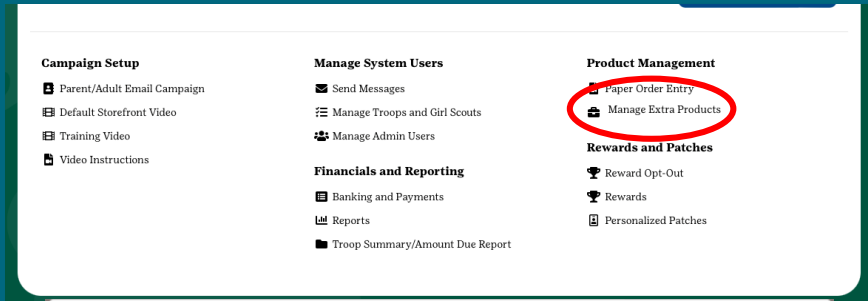 Campaign Setup
Parent/Adult Email Campaign
Default Storefront Video
Training Video
Video Instructions
Manage System Users
Send Messages
Manage Troops and Girl Scouts
Manage Admin Users
Financials and Reporting
Banking and Payments
Reports
Troop Summary/Amount Due Report
Product Management
Paper Order Entry
Manage Extra Products
Rewards and Patches
Reward Opt-Out
Rewards
Personalized Patches